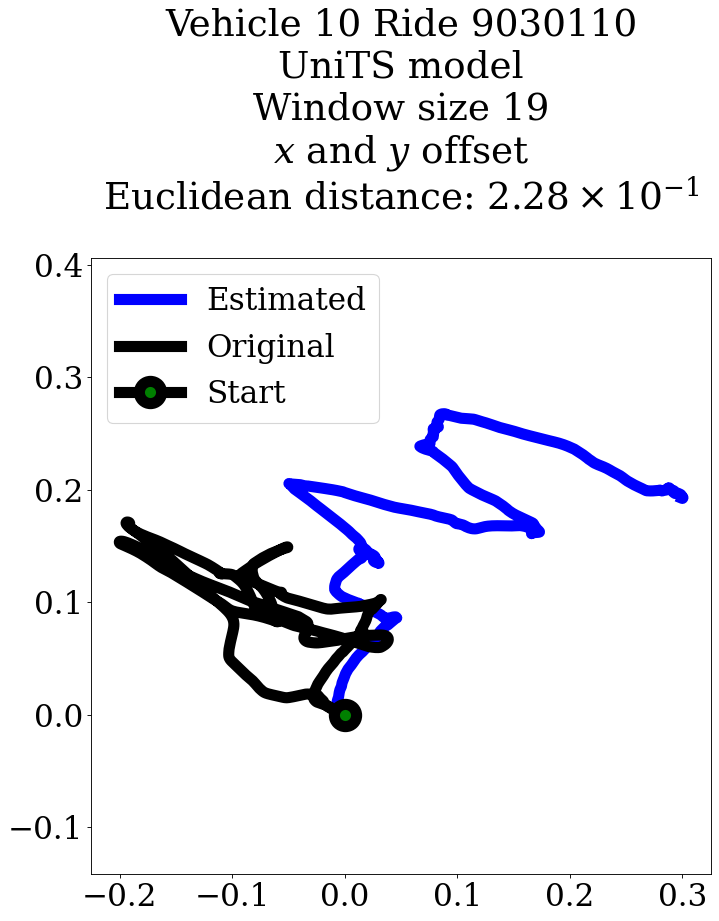 Vehicle 10 Ride 9030110
UniTS model
Window size 19
x and y offset
Euclidean distance: 2.28 × 10⁻¹
0.4
0.3
0.2
0.1
0.0
−0.1
Estimated
Original
Start
−0.2 −0.1 0.0 0.1 0.2 0.3